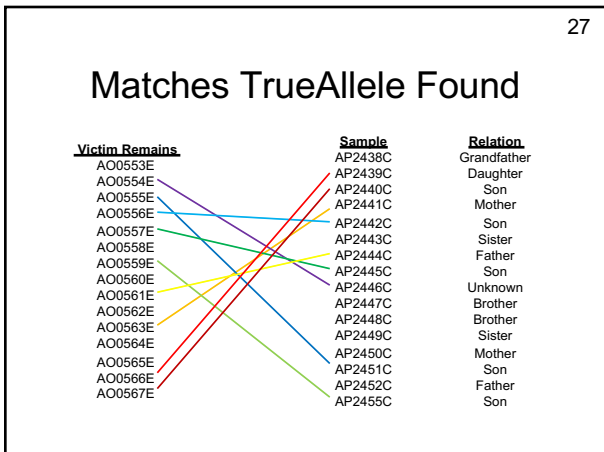 27
Matches TrueAllele Found
Victim Remains
AO0553E
AO0554E
AO0555E
AO0556E
AO0557E
AO0558E
AO0559E
AO0560E
AO0561E
AO0562E
AO0563E
AO0564E
AO0565E
AO0566E
AO0567E
Sample Relation
AP2438C Grandfather
AP2439C Daughter
AP2440C Son
AP2441C Mother
AP2442C Son
AP2443C Sister
AP2444C Father
AP2445C Son
AP2446C Unknown
AP2447C Brother
AP2448C Brother
AP2449C Sister
AP2450C Mother
AP2451C Son
AP2452C Father
AP2455C Son